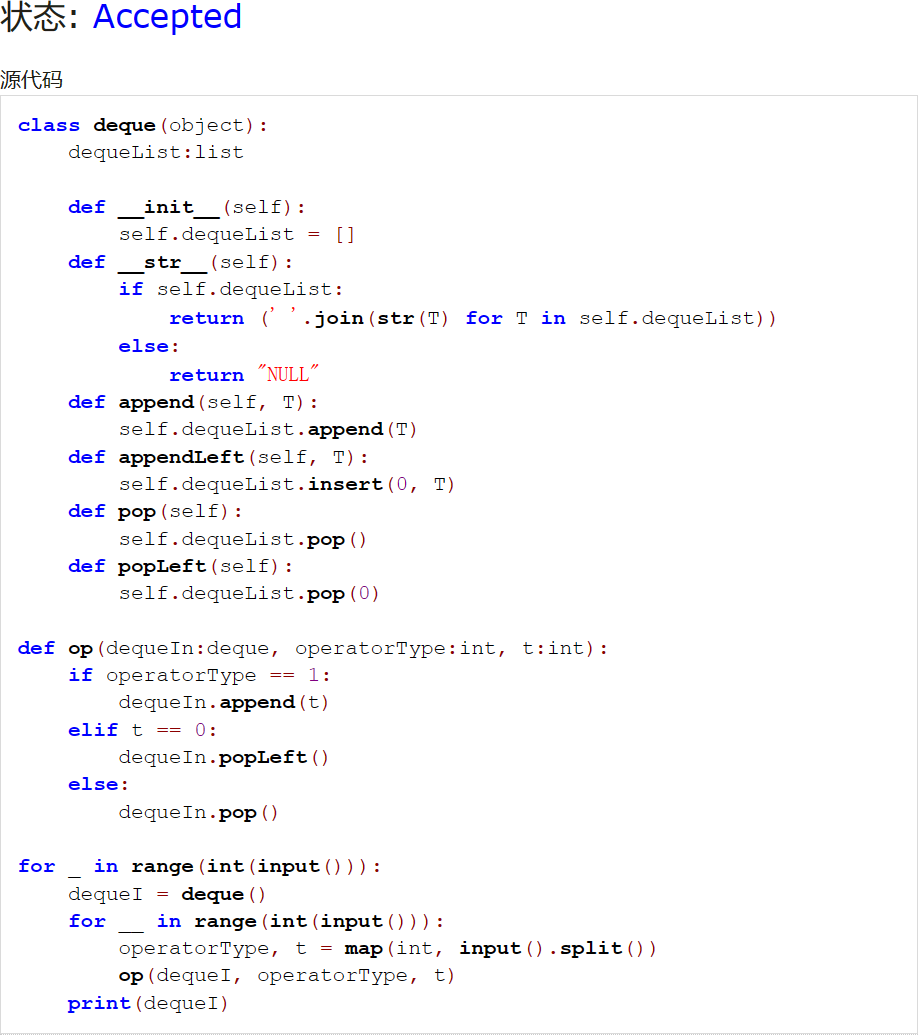 状态: Accepted
源代码
class deque(object):
    dequeList:list

    def __init__(self):
        self.dequeList = []
    def __str__(self):
        if self.dequeList:
            return (' '.join(str(T) for T in self.dequeList))
        else:
            return "NULL"
    def append(self, T):
        self.dequeList.append(T)
    def appendLeft(self, T):
        self.dequeList.insert(0, T)
    def pop(self):
        self.dequeList.pop()
    def popLeft(self):
        self.dequeList.pop(0)

def op(dequeIn:deque, operatorType:int, t:int):
    if operatorType == 1:
        dequeIn.append(t)
    elif t == 0:
        dequeIn.popLeft()
    else:
        dequeIn.pop()

for _ in range(int(input())):
    dequeI = deque()
    for __ in range(int(input())):
        operatorType, t = map(int, input().split())
        op(dequeI, operatorType, t)
    print(dequeI)